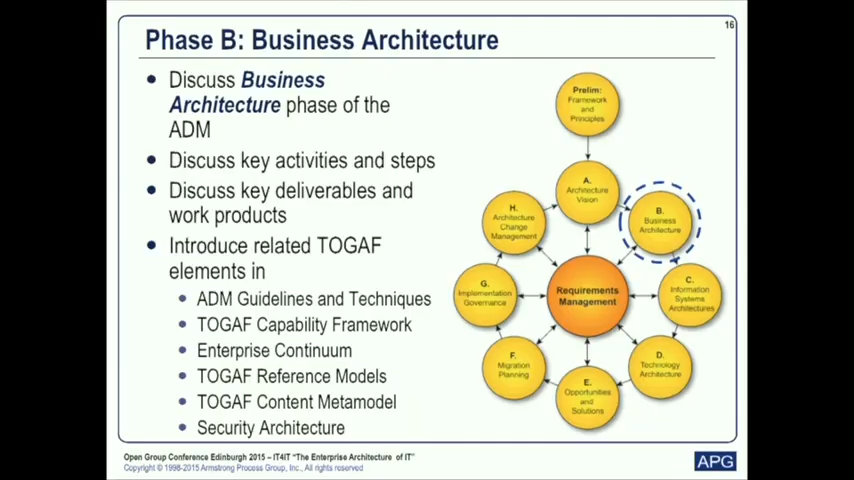 16
Phase B: Business Architecture
• Discuss Business
Architecture phase of the
ADM
• Discuss key activities and steps
• Discuss key deliverables and
work products
• Introduce related TOGAF
elements in
• ADM Guidelines and Techniques
• TOGAF Capability Framework
• Enterprise Continuum
• TOGAF Reference Models
• TOGAF Content Metamodel
• Security Architecture
Prelim:
Framework
and
Principles
A.
Architecture
Vision
B.
Business
Architecture
C.
Information
Systems
Architectures
D.
Technology
Architecture
E.
Opportunities
and
Solutions
F.
Migration
Planning
G.
Implementation
Governance
H.
Architecture
Change
Management
Requirements
Management
Open Group Conference Edinburgh 2015 – IT4IT “The Enterprise Architecture of IT”
Copyright © 1998-2015 Armstrong Process Group, Inc., All rights reserved
APG